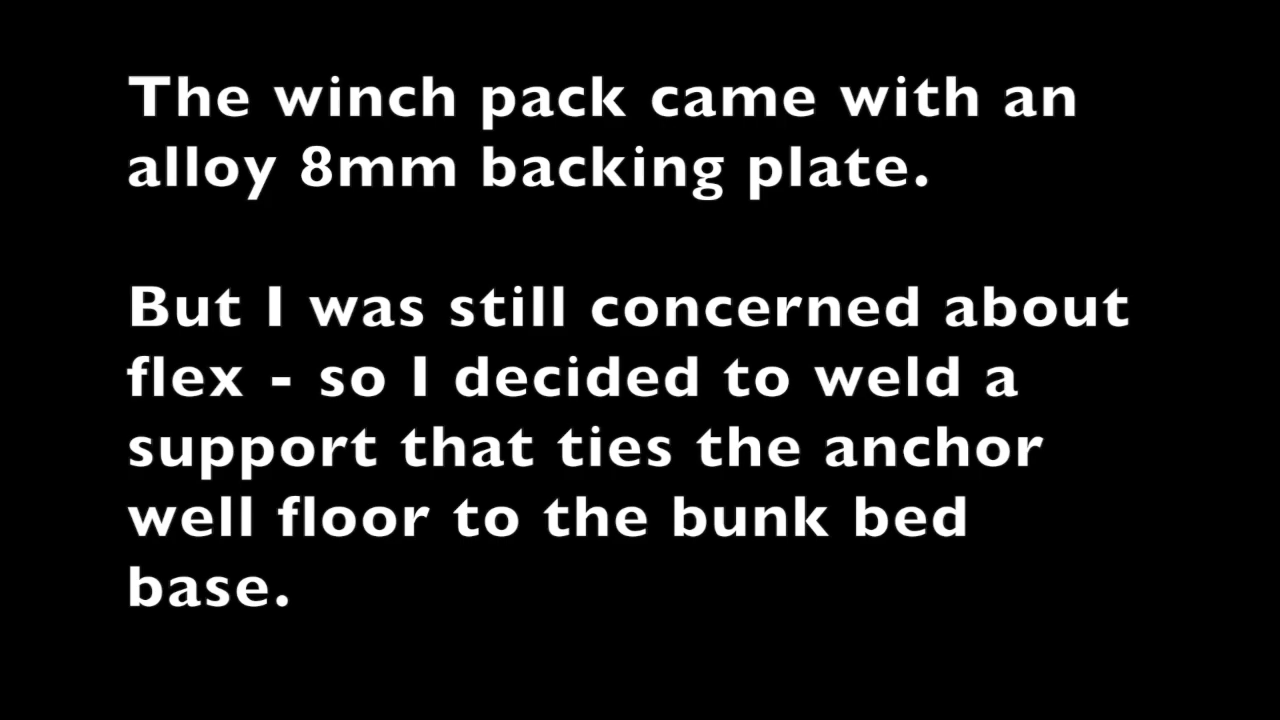 The winch pack came with an
alloy 8mm backing plate.
But I was still concerned about
flex - so I decided to weld a
support that ties the anchor
well floor to the bunk bed
base.